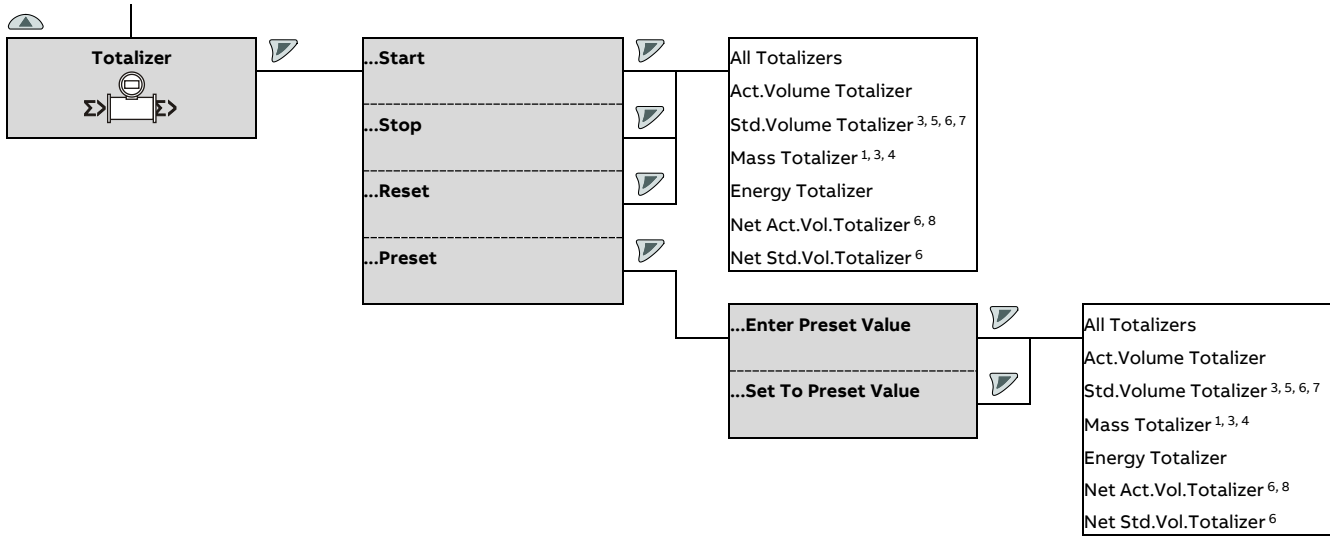 Totalizer
Σ> Σ>
...Start
...Stop
...Reset
...Preset
All Totalizers
Act.Volume Totalizer
Std.Volume Totalizer 3, 5, 6, 7
Mass Totalizer 1, 3, 4
Energy Totalizer
Net Act.Vol.Totalizer 6, 8
Net Std.Vol.Totalizer 6
...Enter Preset Value
...Set To Preset Value
All Totalizers
Act.Volume Totalizer
Std.Volume Totalizer 3, 5, 6, 7
Mass Totalizer 1, 3, 4
Energy Totalizer
Net Act.Vol.Totalizer 6, 8
Net Std.Vol.Totalizer 6